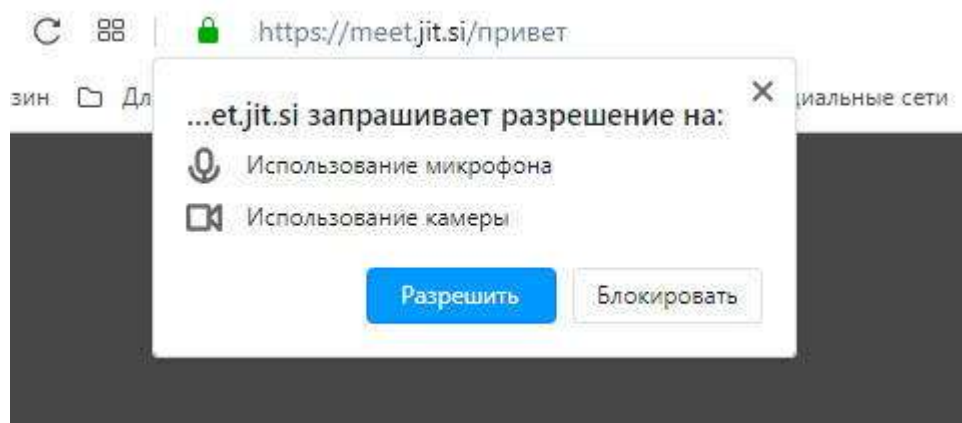 https://meet.jit.si/привет
зин Дл циальные сети
...et.jit.si запрашивает разрешение на:
Использование микрофона
Использование камеры
Разрешить Блокировать